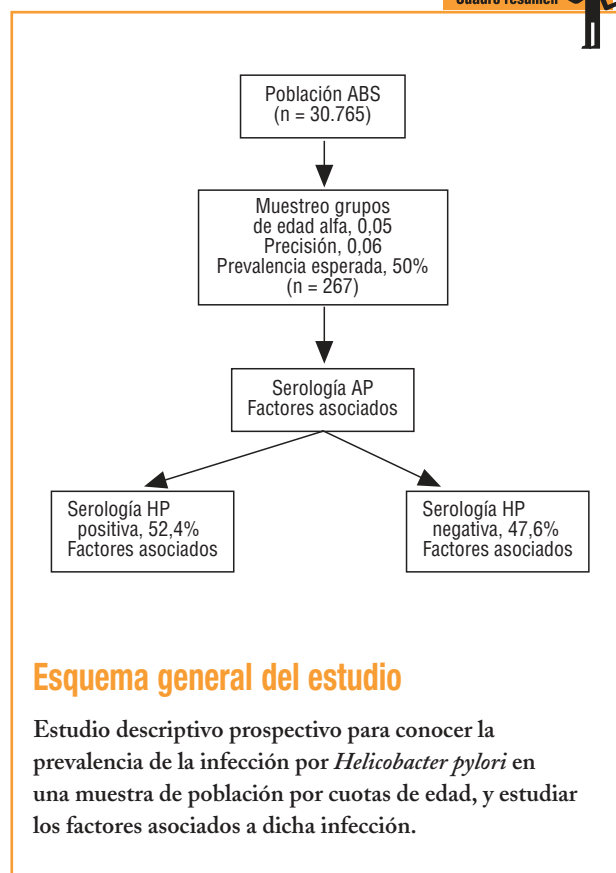 Cuadro resumen
Población ABS
(n = 30.765)
Muestreo grupos
de edad alfa, 0,05
Precisión, 0,06
Prevalencia esperada, 50%
(n = 267)
Serología AP
Factores asociados
Serología HP
positiva, 52,4%
Factores asociados
Serología HP
negativa, 47,6%
Factores asociados
Esquema general del estudio
Estudio descriptivo prospectivo para conocer la
prevalencia de la infección por Helicobacter pylori en
una muestra de población por cuotas de edad, y estudiar
los factores asociados a dicha infección.